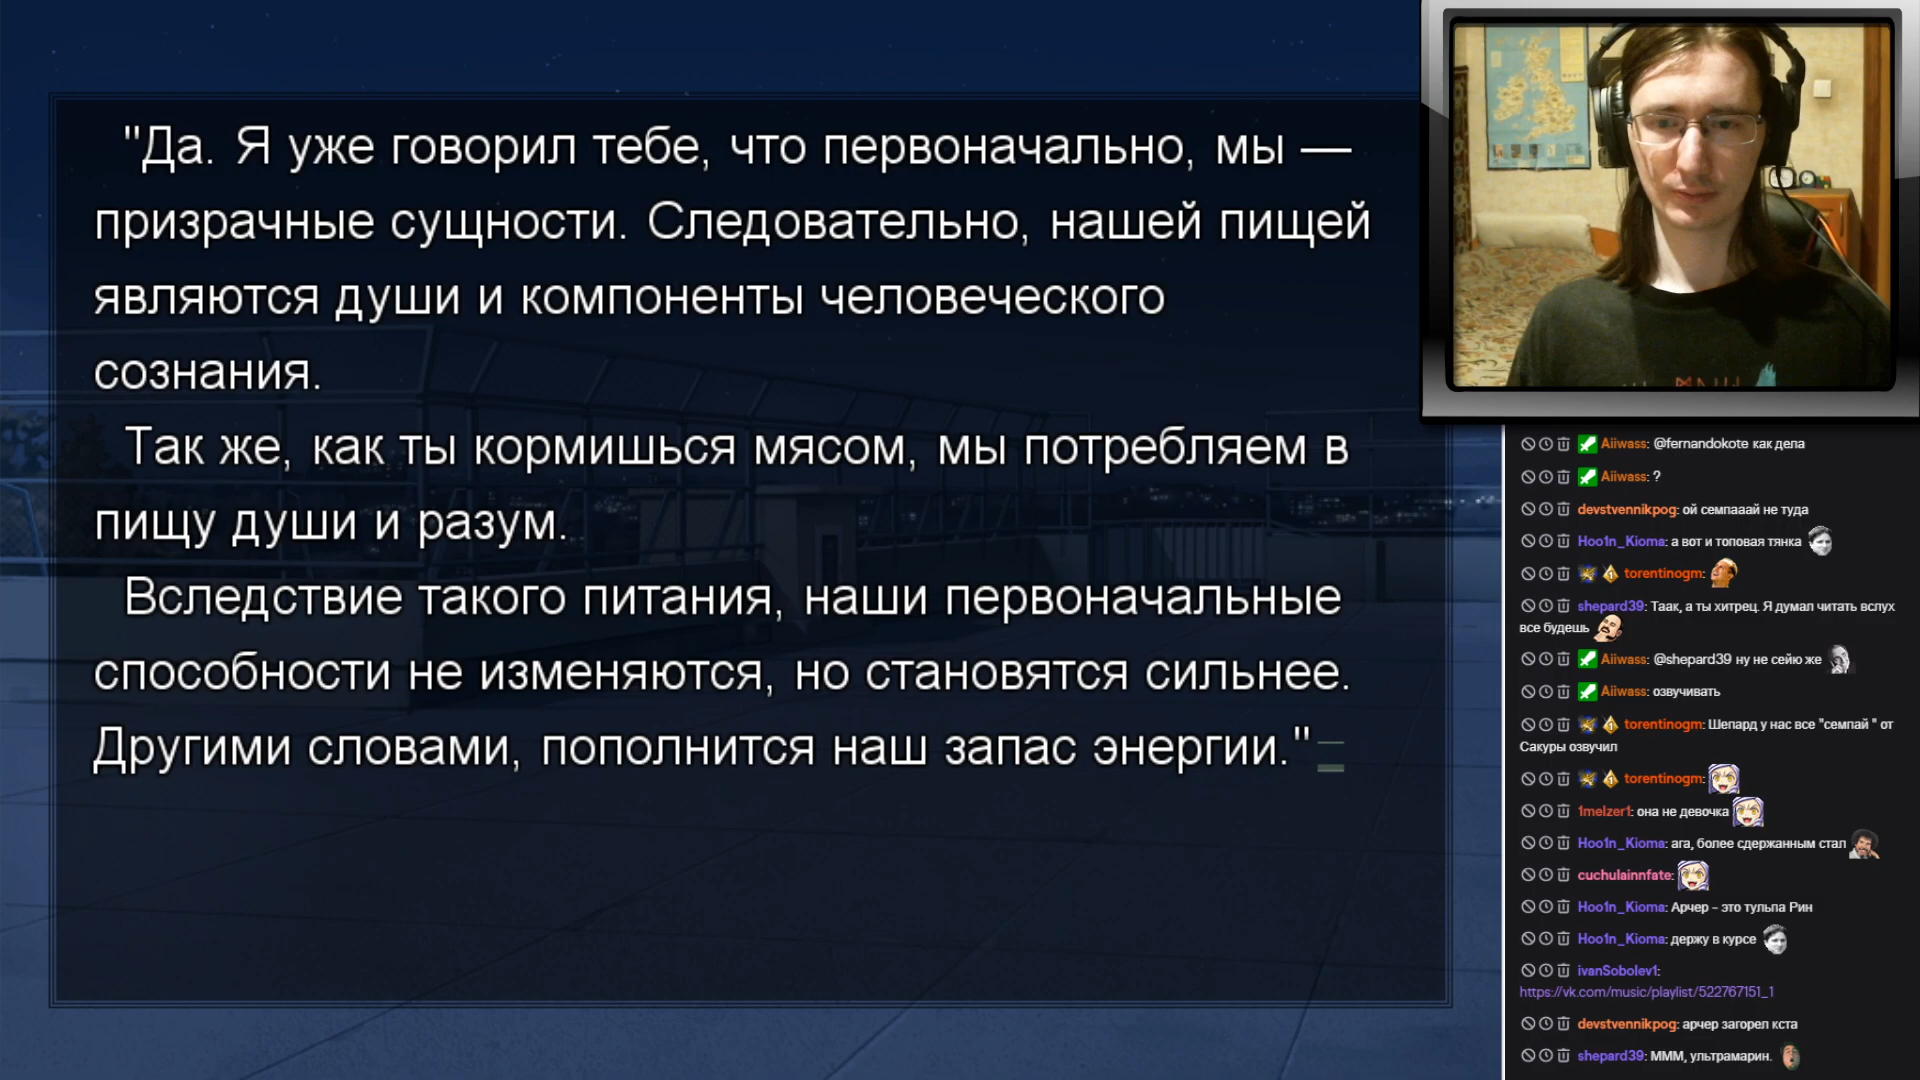 "Да. Я уже говорил тебе, что первоначально, мы —
призрачные сущности. Следовательно, нашей пищей
являются души и компоненты человеческого
сознания.
Так же, как ты кормишься мясом, мы потребляем в
пищу души и разум.
Вследствие такого питания, наши первоначальные
способности не изменяются, но становятся сильнее.
Другими словами, пополнится наш запас энергии."
Aiiwass: @fernandokote как дела
Aiiwass: ?
devstvennikpog: ой семпааай не туда
Hoo1n_Kioma: а вот и топовая тянка
torentinogm:
shepard39: Таак, а ты хитрец. Я думал читать вслух
все будешь
Aiiwass: @shepard39 ну не сейю же
Aiiwass: озвучивать
torentinogm: Шепард у нас все "семпай " от
Сакуры озвучил
torentinogm:
1melzer1: она не девочка
Hoo1n_Kioma: ага, более сдержанным стал
cuchulainnfate:
Hoo1n_Kioma: Арчер – это тульпа Рин
Hoo1n_Kioma: держу в курсе
ivanSobolev1:
https://vk.com/music/playlist/522767151_1
devstvennikpog: арчер загорел кста
shepard39: МММ, ультрамарин.